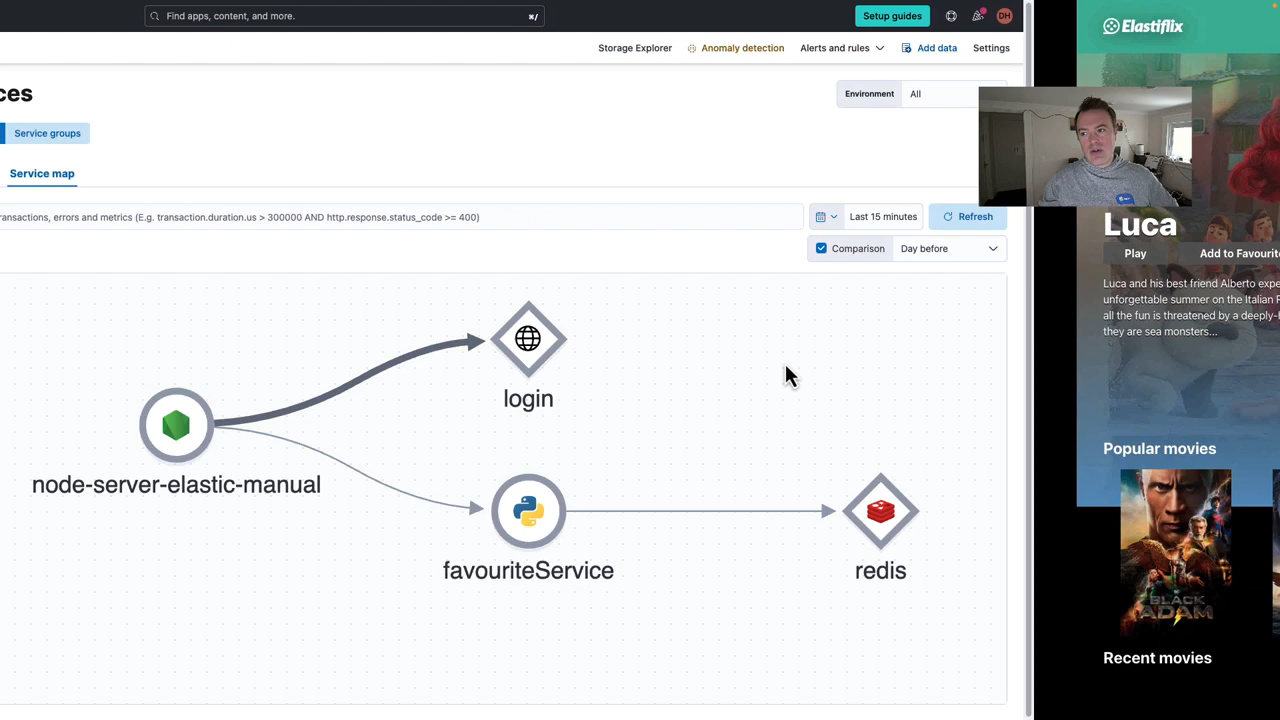 Find apps, content, and more.
⌘/
Setup guides
DH
Storage Explorer
Anomaly detection
Alerts and rules
Add data
Settings
ces
Environment
All
Service groups
Service map
ransactions, errors and metrics (E.g. transaction.duration.us > 300000 AND http.response.status_code >= 400)
Last 15 minutes
Refresh
Comparison
Day before
login
node-server-elastic-manual
favouriteService
redis
Elastiflix
Luca
Play
Add to Favourite
Luca and his best friend Alberto expe
unforgettable summer on the Italian R
all the fun is threatened by a deeply-
they are sea monsters...
Popular movies
BLACK
ADAM
Recent movies